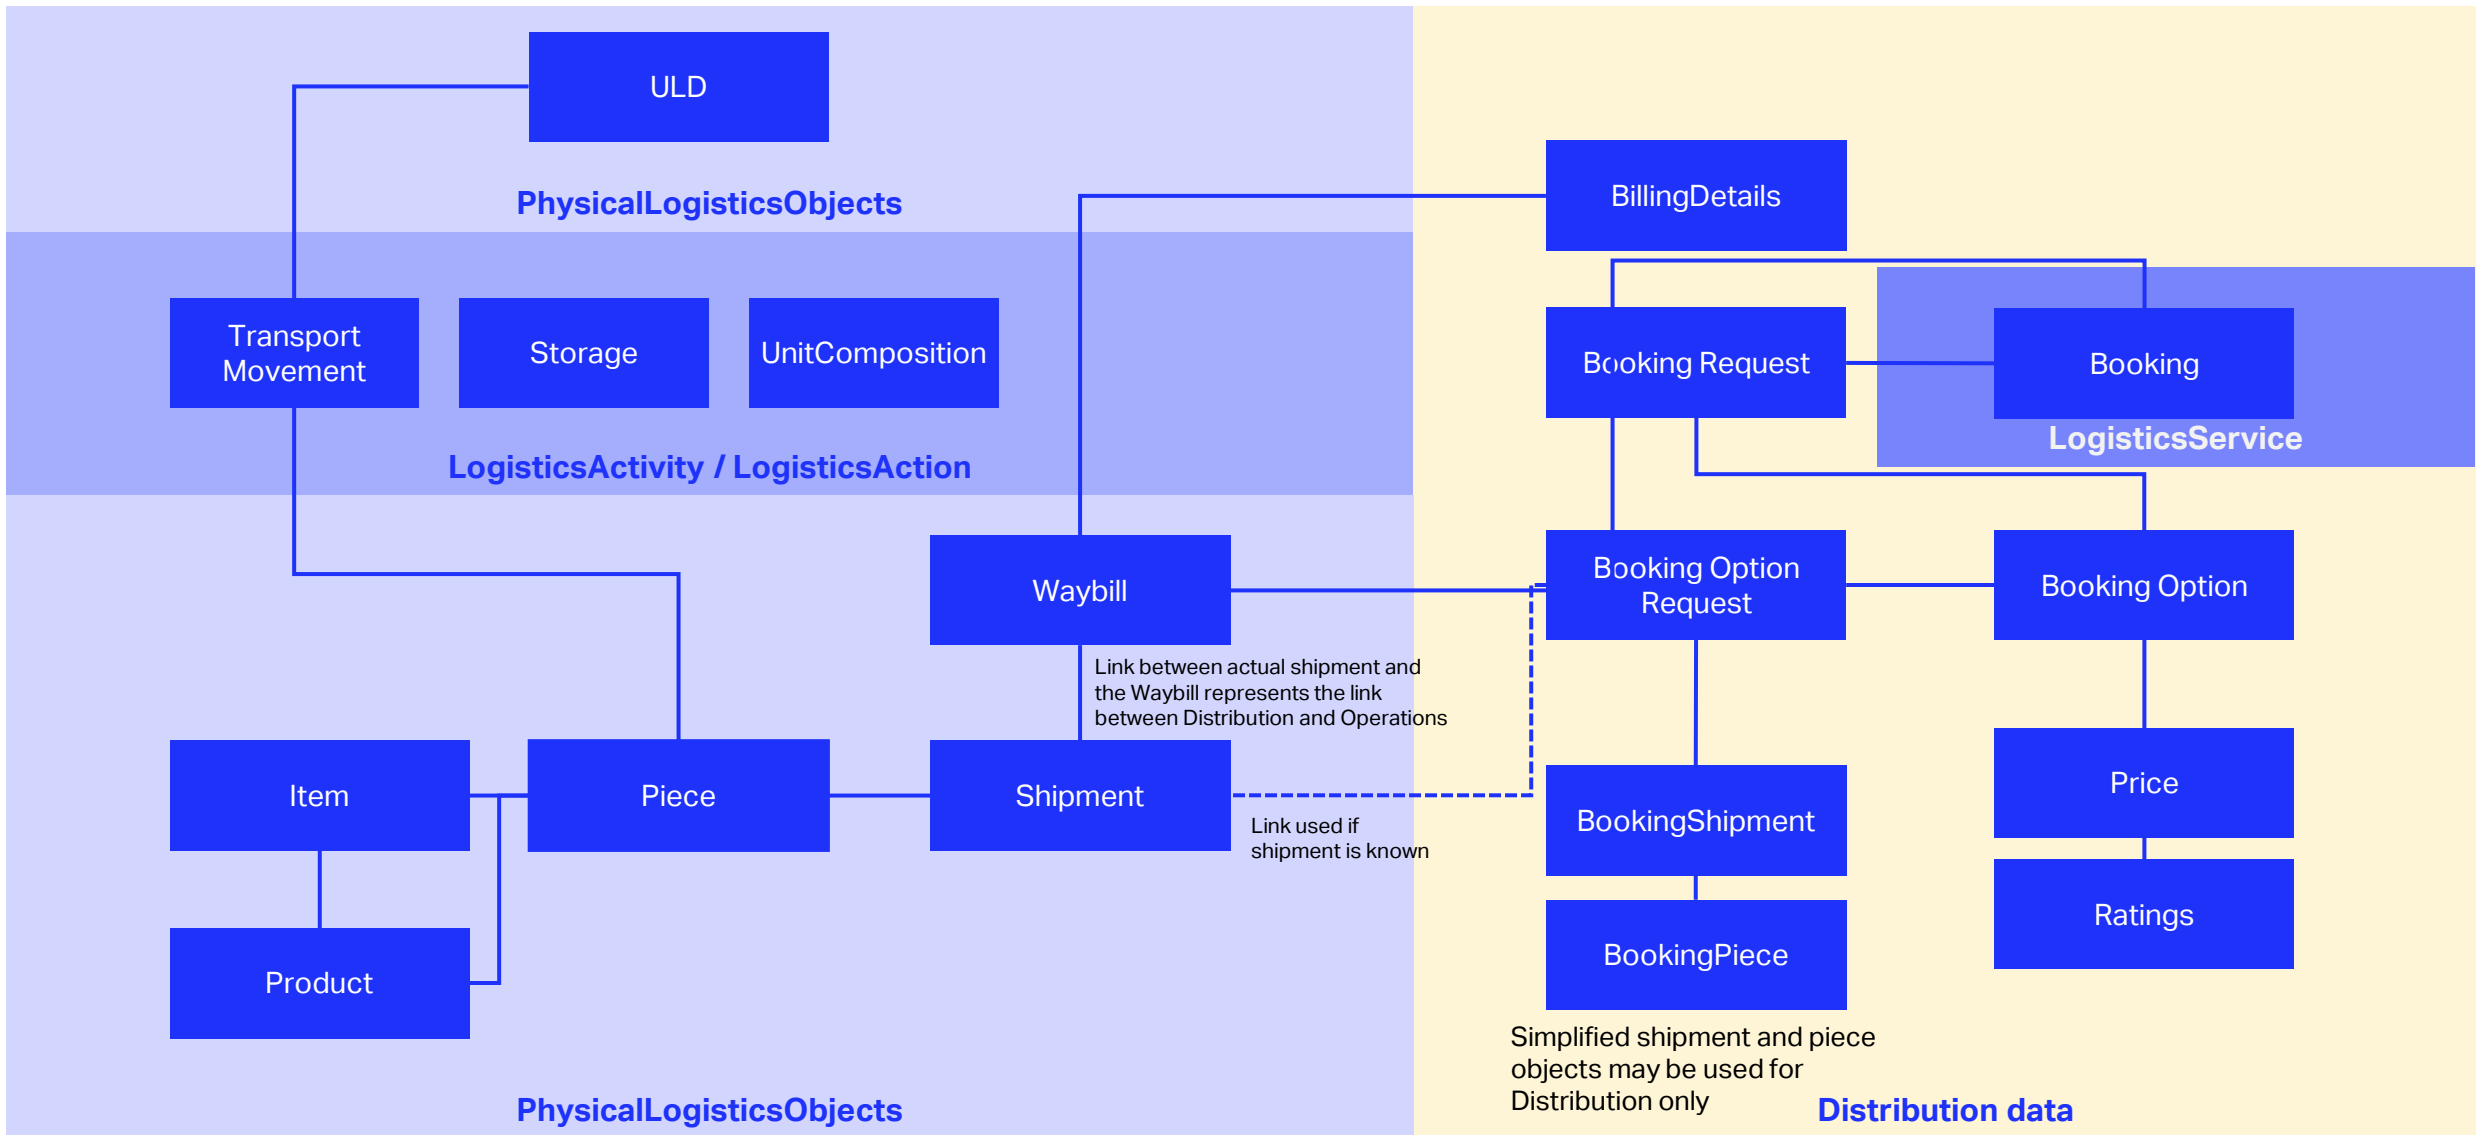 ULD
PhysicalLogisticsObjects
BillingDetails
Transport
Movement
Storage
UnitComposition
Booking Request
Booking
LogisticsService
LogisticsActivity / LogisticsAction
Waybill
Booking Option
Request
Booking Option
Link between actual shipment and
the Waybill represents the link
between Distribution and Operations
Item
Piece
Shipment
Link used if
shipment is known
BookingShipment
Price
Product
BookingPiece
Ratings
Simplified shipment and piece
objects may be used for
Distribution only
PhysicalLogisticsObjects
Distribution data